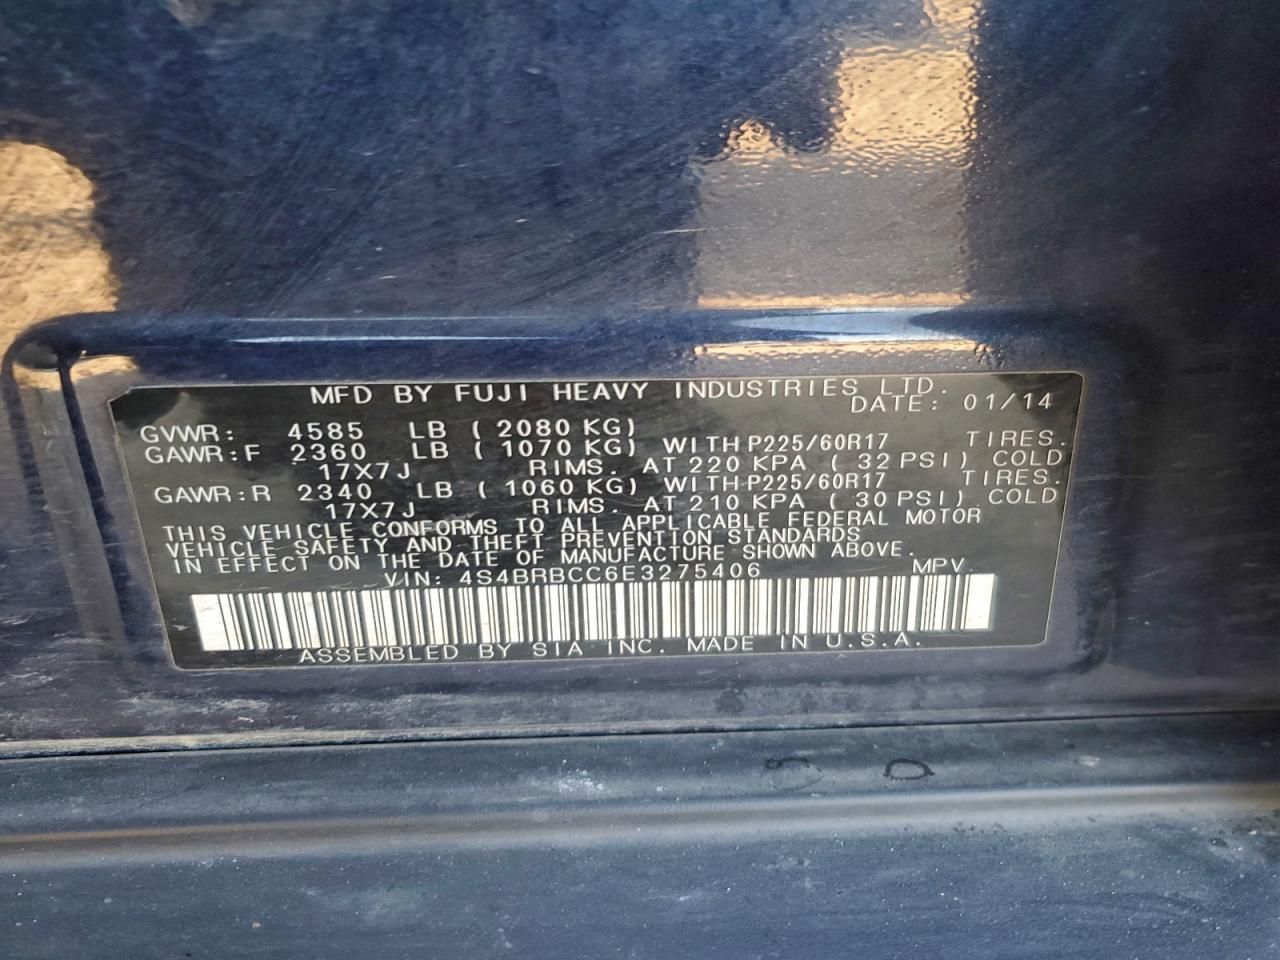 MFD BY FUJI HEAVY INDUSTRIES LTD.
DATE: 01/14
GVWR: 4585 LB ( 2080 KG)
GAWR:F 2360 LB ( 1070 KG) WITH P225/60R17 TIRES.
17X7J RIMS. AT 220 KPA ( 32 PSI) COLD
GAWR:R 2340 LB ( 1060 KG) WITH P225/60R17 TIRES.
17X7J RIMS. AT 210 KPA ( 30 PSI) COLD
THIS VEHICLE CONFORMS TO ALL APPLICABLE FEDERAL MOTOR
VEHICLE SAFETY AND THEFT PREVENTION STANDARDS
IN EFFECT ON THE DATE OF MANUFACTURE SHOWN ABOVE.
VIN: 4S4BRBCC6E3275406 MPV
ASSEMBLED BY SIA INC. MADE IN U.S.A.